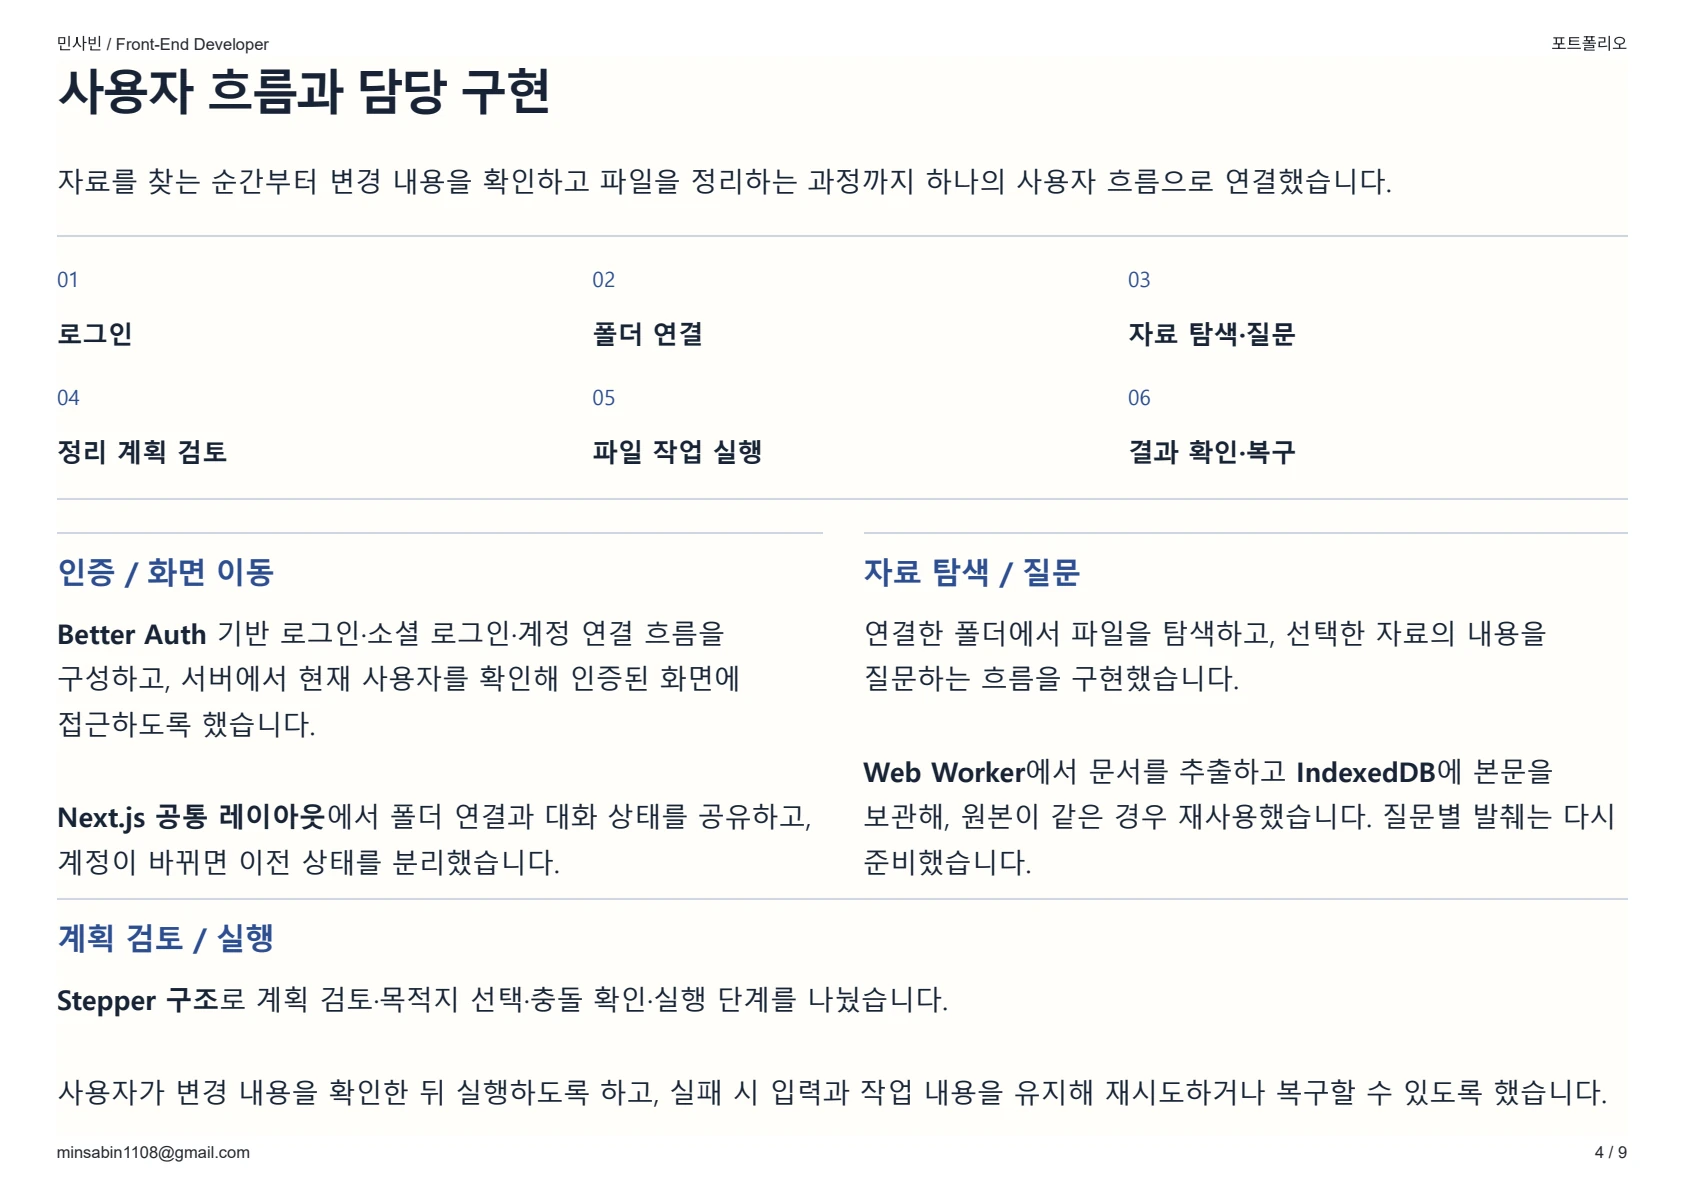 민사빈 / Front-End Developer
포트폴리오
사용자 흐름과 담당 구현
자료를 찾는 순간부터 변경 내용을 확인하고 파일을 정리하는 과정까지 하나의 사용자 흐름으로 연결했습니다.
01
로그인
02
폴더 연결
03
자료 탐색·질문
04
정리 계획 검토
05
파일 작업 실행
06
결과 확인·복구
인증 / 화면 이동
Better Auth 기반 로그인·소셜 로그인·계정 연결 흐름을
구성하고, 서버에서 현재 사용자를 확인해 인증된 화면에
접근하도록 했습니다.
Next.js 공통 레이아웃에서 폴더 연결과 대화 상태를 공유하고,
계정이 바뀌면 이전 상태를 분리했습니다.
자료 탐색 / 질문
연결한 폴더에서 파일을 탐색하고, 선택한 자료의 내용을
질문하는 흐름을 구현했습니다.
Web Worker에서 문서를 추출하고 IndexedDB에 본문을
보관해, 원본이 같은 경우 재사용했습니다. 질문별 발췌는 다시
준비했습니다.
계획 검토 / 실행
Stepper 구조로 계획 검토·목적지 선택·충돌 확인·실행 단계를 나눴습니다.
사용자가 변경 내용을 확인한 뒤 실행하도록 하고, 실패 시 입력과 작업 내용을 유지해 재시도하거나 복구할 수 있도록 했습니다.
minsabin1108@gmail.com
4 / 9